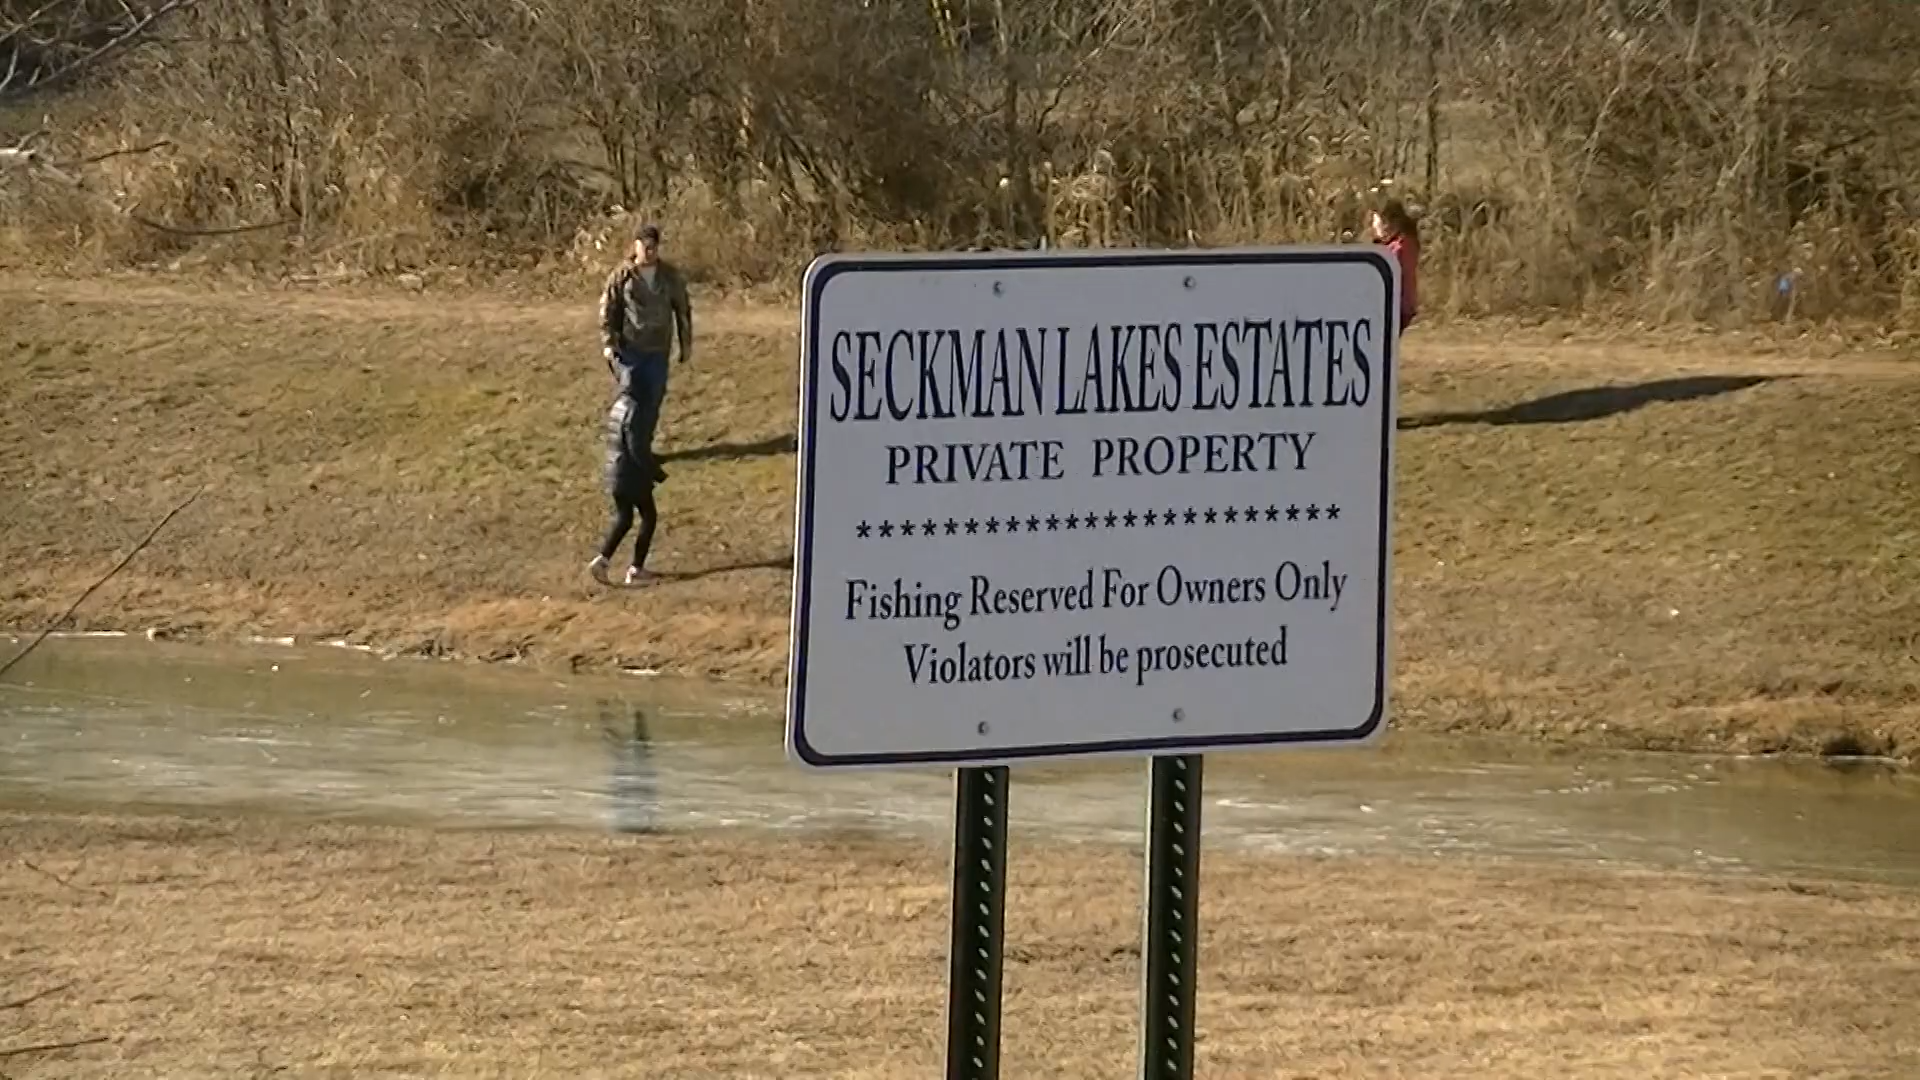 SECKMAN LAKES ESTATES
PRIVATE PROPERTY
************************
Fishing Reserved For Owners Only
Violators will be prosecuted